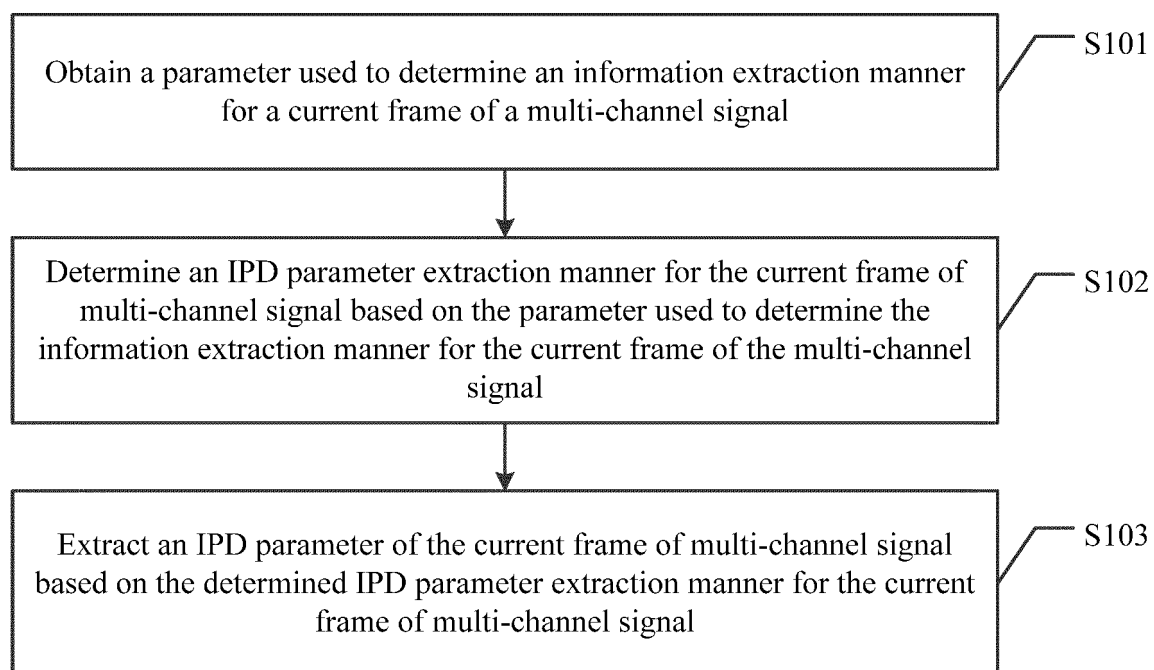 Obtain a parameter used to determine an information extraction manner
for a current frame of a multi-channel signal
S101
Determine an IPD parameter extraction manner for the current frame of
multi-channel signal based on the parameter used to determine the
information extraction manner for the current frame of the multi-channel
signal
S102
Extract an IPD parameter of the current frame of multi-channel signal
based on the determined IPD parameter extraction manner for the current
frame of multi-channel signal
S103